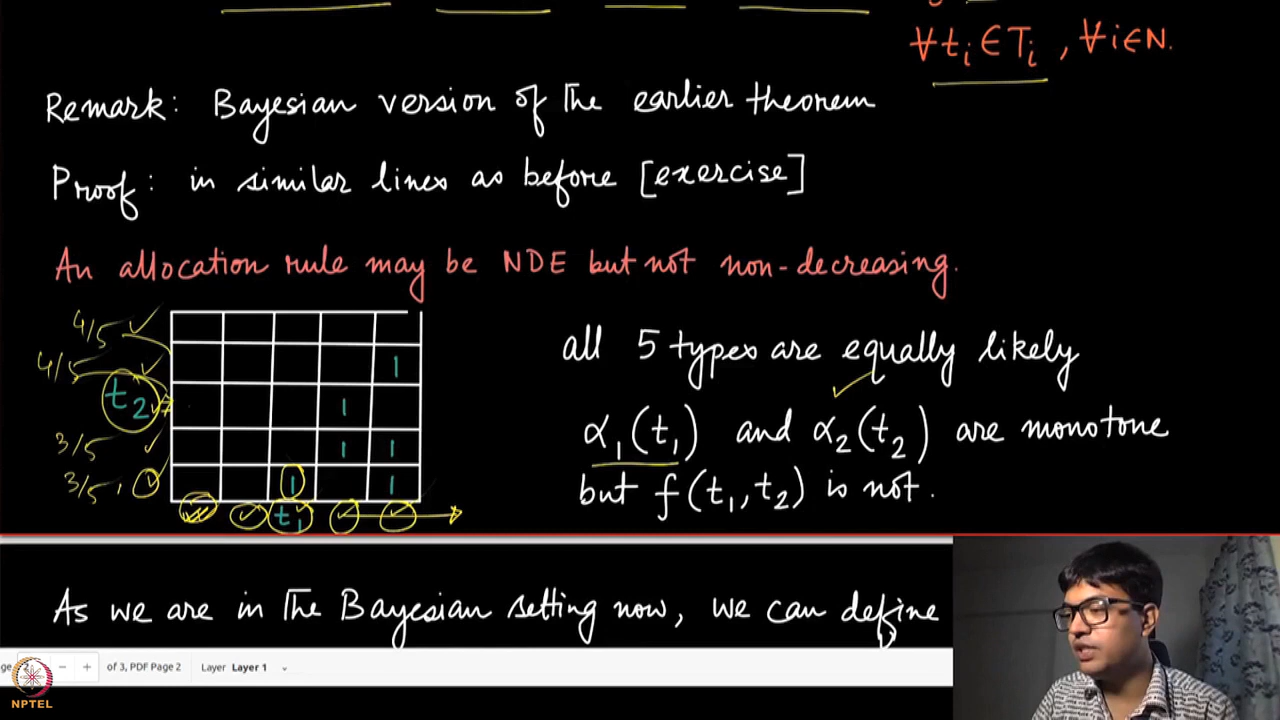 ∀tᵢ∈Tᵢ, ∀i∈N.
Remark: Bayesian version of the earlier theorem
Proof: in similar lines as before [exercise]
An allocation rule may be NDE but not non-decreasing.
4/5
4/5 1
t₂ 1
3/5 1 1
3/5, 1 1
t₁
all 5 types are equally likely
α₁(t₁) and α₂(t₂) are monotone
but f(t₁, t₂) is not.
As we are in the Bayesian setting now, we can define
of 3, PDF Page 2 Layer Layer 1
NPTEL